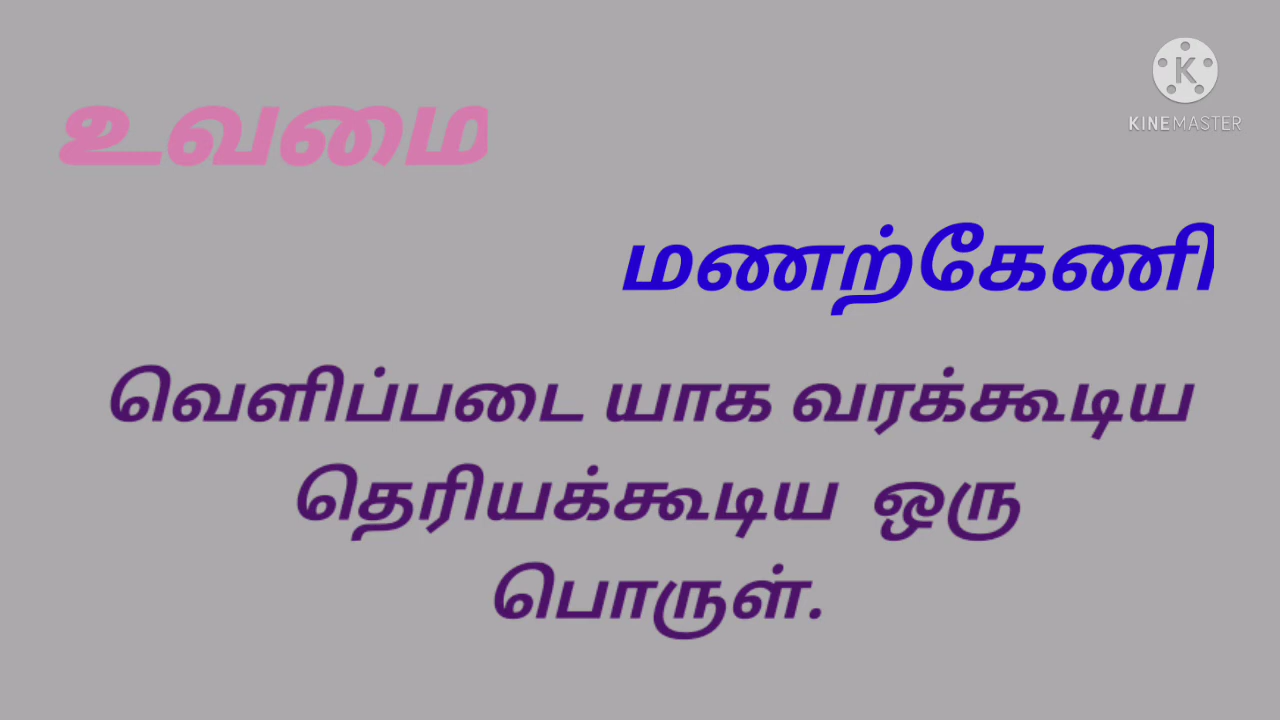 உவமை
KINEMASTER
மணற்கேணி
வெளிப்படை யாக வரக்கூடிய
தெரியக்கூடிய ஒரு
பொருள்.